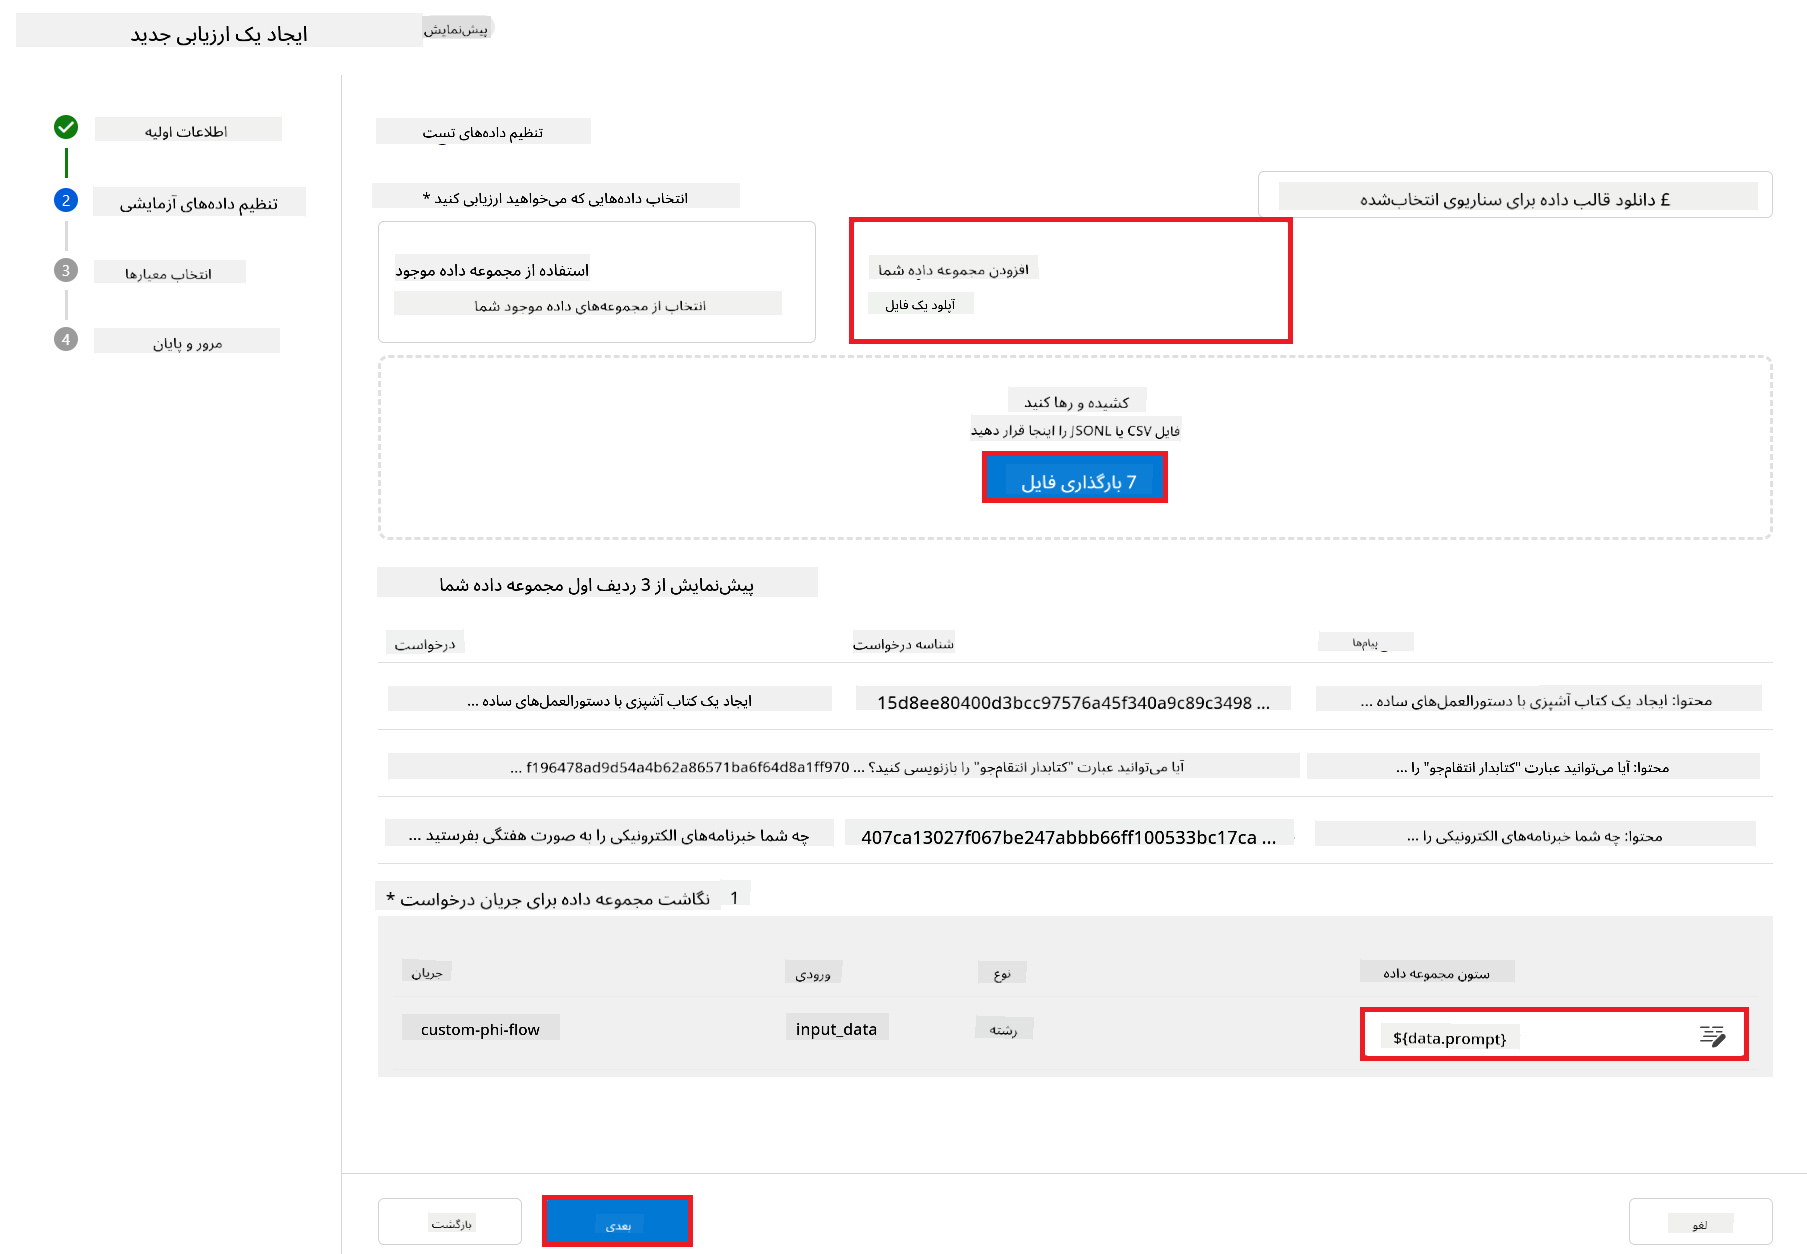 ایجاد یک ارزیابی جدید
پیش‌نمایش
اطلاعات اولیه
2
تنظیم داده‌های آزمایشی
3
انتخاب معیارها
4
مرور و پایان
تنظیم داده‌های تست
انتخاب داده‌هایی که می‌خواهید ارزیابی کنید *
£ دانلود قالب داده برای سناریوی انتخاب‌شده
استفاده از مجموعه داده موجود
انتخاب از مجموعه‌های داده موجود شما
افزودن مجموعه داده شما
آپلود یک فایل
کشیده و رها کنید
فایل CSV یا JSONL را اینجا قرار دهید
7 بارگذاری فایل
پیش‌نمایش از 3 ردیف اول مجموعه داده شما
درخواست
شناسه درخواست
پیام‌ها
ایجاد یک کتاب آشپزی با دستورالعمل‌های ساده ...
15d8ee80400d3bcc97576a45f340a9c89c3498 ...
محتوا: ایجاد یک کتاب آشپزی با دستورالعمل‌های ساده ...
آیا می‌توانید عبارت "کتابدار انتقام‌جو" را بازنویسی کنید؟ ... f196478ad9d54a4b62a86571ba6f64d8a1ff970 ...
محتوا: آیا می‌توانید عبارت "کتابدار انتقام‌جو" را ...
چه شما خبرنامه‌های الکترونیکی را به صورت هفتگی بفرستید ...
407ca13027f067be247abbb66ff100533bc17ca ...
محتوا: چه شما خبرنامه‌های الکترونیکی را ...
نگاشت مجموعه داده برای جریان درخواست *
1
جریان
ورودی
نوع
ستون مجموعه داده
custom-phi-flow
input_data
رشته
${data.prompt}
بازگشت
بعدی
لغو